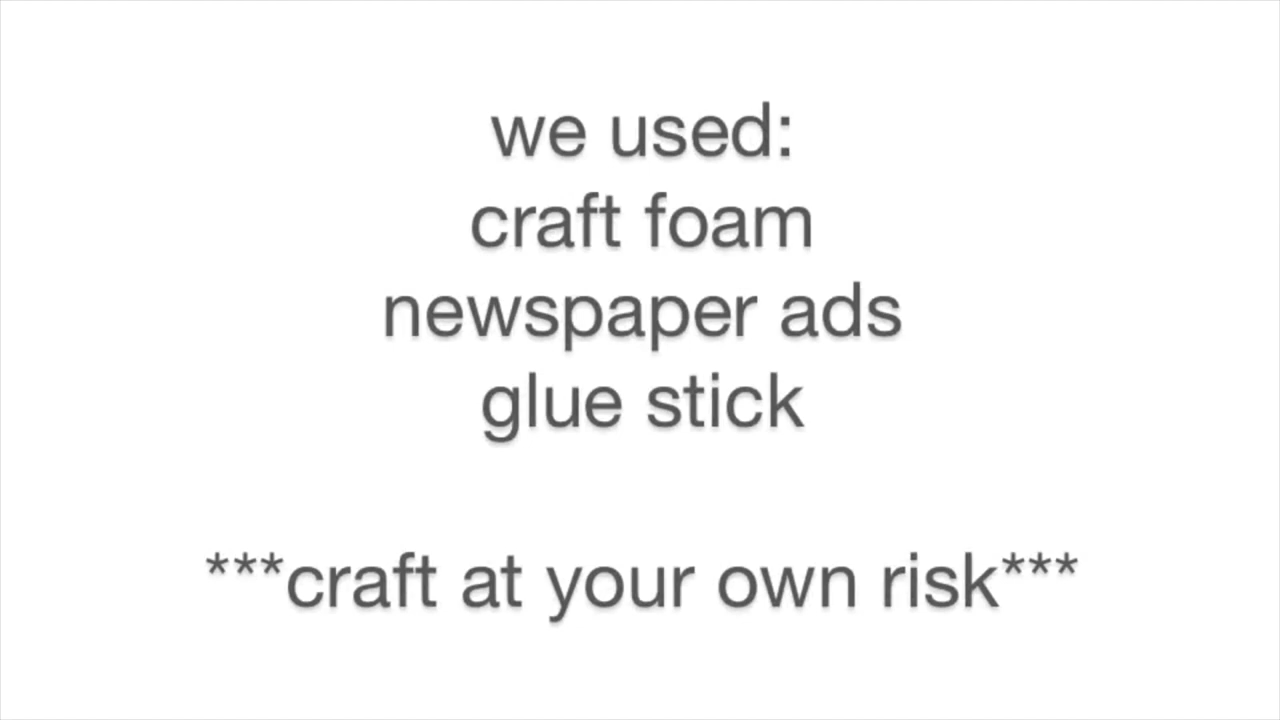 we used:
craft foam
newspaper ads
glue stick
***craft at your own risk***